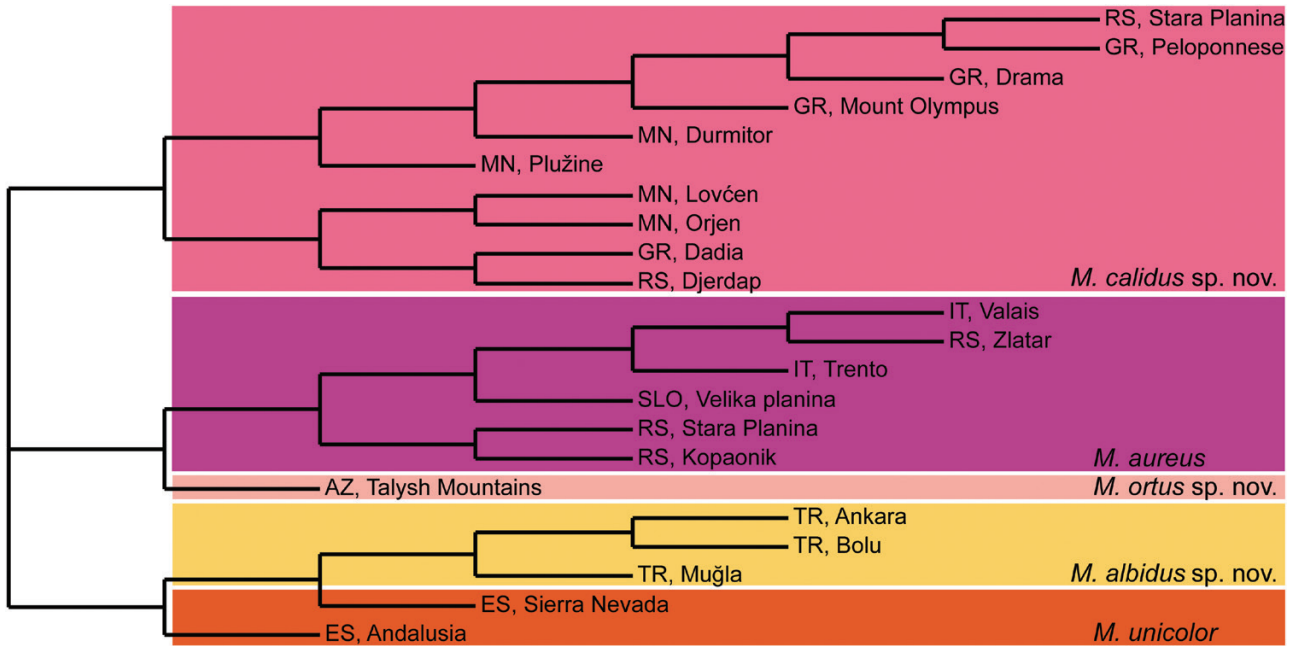 RS, Stara Planina
GR, Peloponnese
GR, Drama
GR, Mount Olympus
MN, Durmitor
MN, Plužine
MN, Lovćen
MN, Orjen
GR, Dadia
RS, Djerdap
M. calidus sp. nov.
IT, Valais
RS, Zlatar
IT, Trento
SLO, Velika planina
RS, Stara Planina
RS, Kopaonik
M. aureus
AZ, Talysh Mountains
M. ortus sp. nov.
TR, Ankara
TR, Bolu
TR, Muğla
M. albidus sp. nov.
ES, Sierra Nevada
ES, Andalusia
M. unicolor